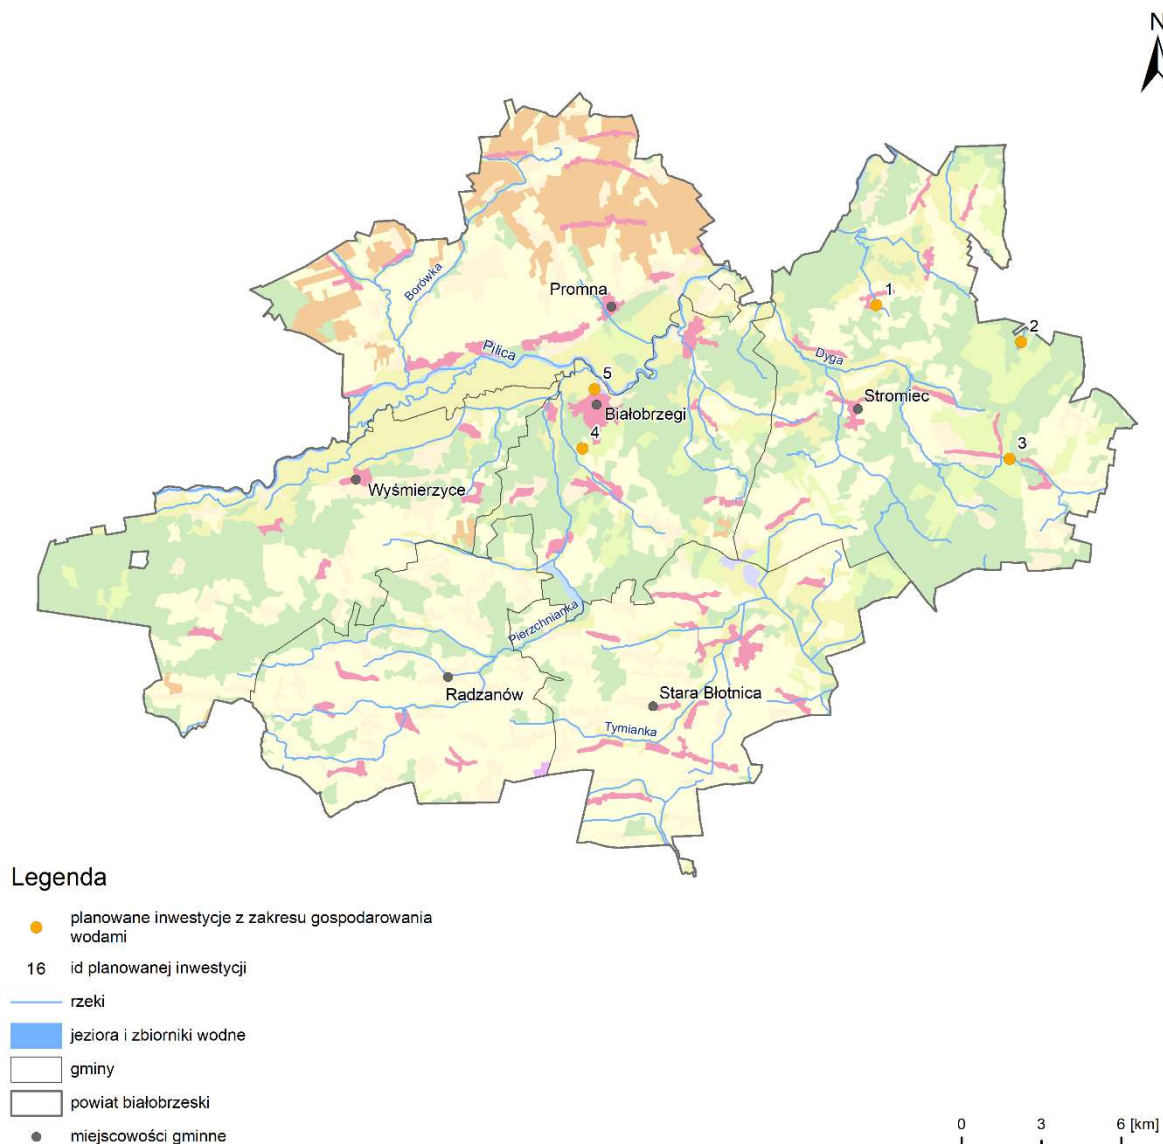 N
Promna
Borówka
Pilica
1
2
Dyga
Stromiec
5
Białobrzegi
4
3
Wyśmierzyce
Pierzchnianka
Radzanów
Stara Błotnica
Tymianka
Legenda
planowane inwestycje z zakresu gospodarowania
wodami
16 id planowanej inwestycji
rzeki
jeziora i zbiorniki wodne
gminy
powiat białobrzeski
miejscowości gminne
0 3 6 [km]